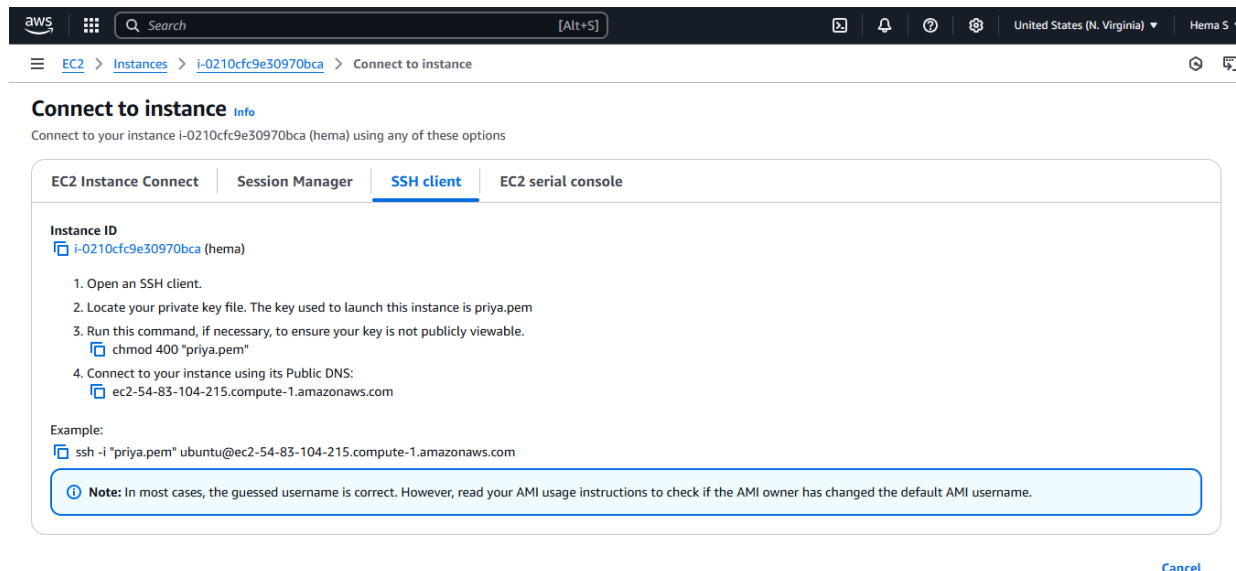 aws Search [Alt+S] United States (N. Virginia) Hema S
EC2 > Instances > i-0210cfc9e30970bca > Connect to instance
Connect to instance Info
Connect to your instance i-0210cfc9e30970bca (hema) using any of these options
EC2 Instance Connect Session Manager SSH client EC2 serial console
Instance ID
i-0210cfc9e30970bca (hema)
1. Open an SSH client.
2. Locate your private key file. The key used to launch this instance is priya.pem
3. Run this command, if necessary, to ensure your key is not publicly viewable.
chmod 400 "priya.pem"
4. Connect to your instance using its Public DNS:
ec2-54-83-104-215.compute-1.amazonaws.com
Example:
ssh -i "priya.pem" ubuntu@ec2-54-83-104-215.compute-1.amazonaws.com
Note: In most cases, the guessed username is correct. However, read your AMI usage instructions to check if the AMI owner has changed the default AMI username.
Cancel